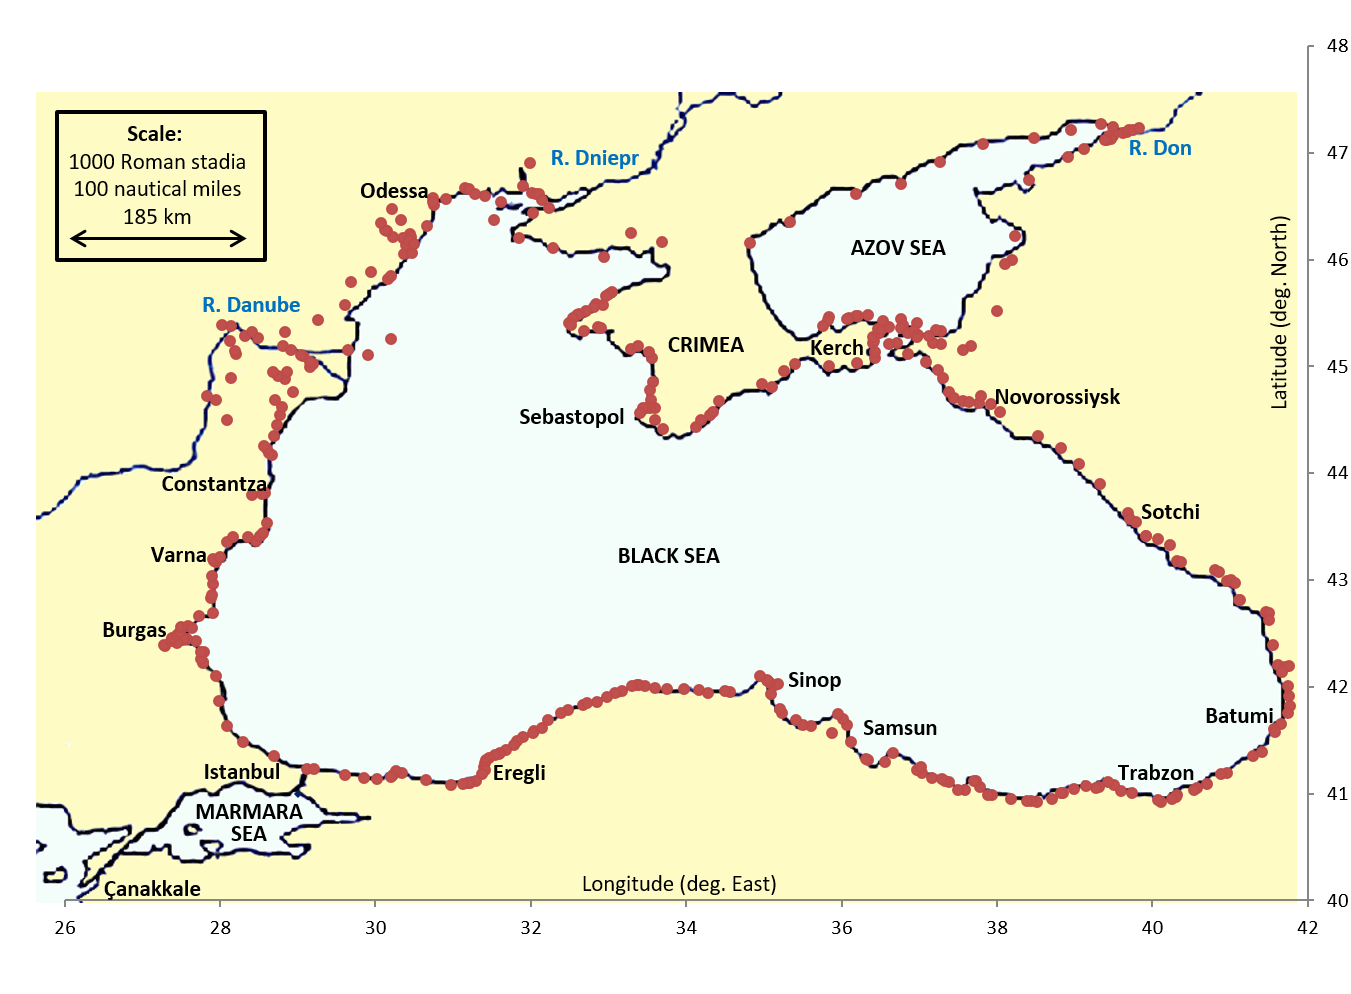 48
Scale:
1000 Roman stadia
100 nautical miles
185 km
R. Dniepr
R. Don
47
Odessa
AZOV SEA
46
R. Danube
CRIMEA
Kerch
45
Latitude (deg. North)
Novorossiysk
Sebastopol
Constantza
44
Sotchi
Varna
BLACK SEA
43
Burgas
Sinop
42
Samsun
Batumi
Istanbul
Eregli
Trabzon
41
MARMARA
SEA
Çanakkale
Longitude (deg. East)
40
26 28 30 32 34 36 38 40 42